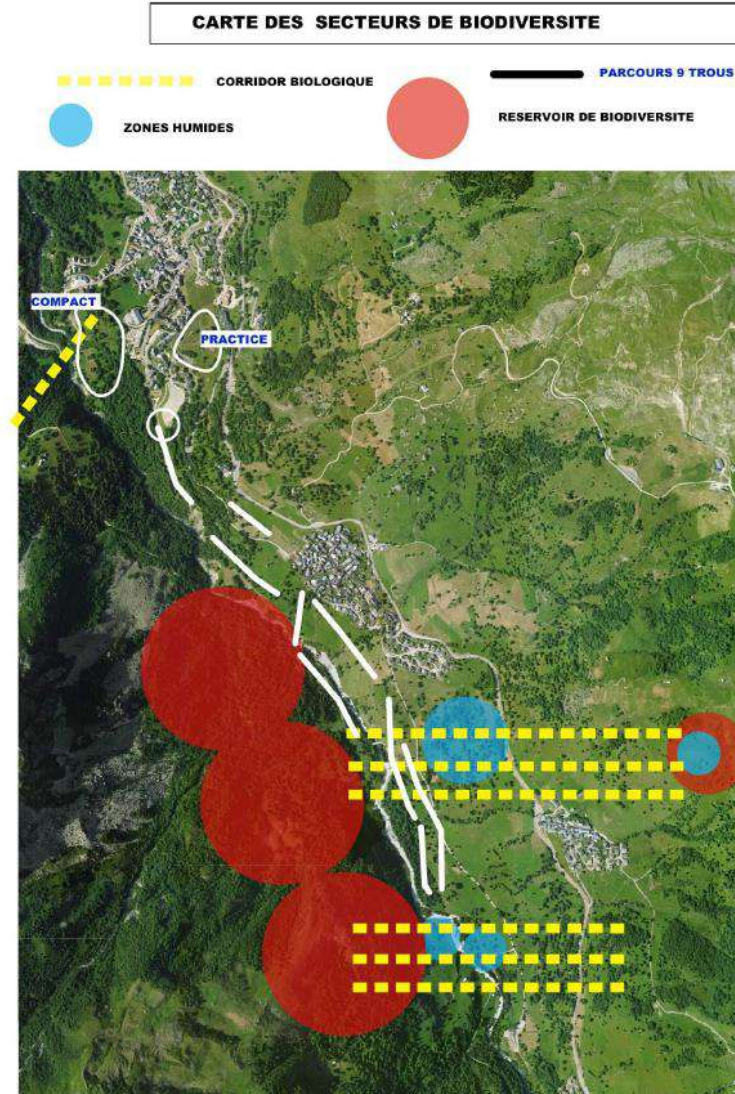 CARTE DES SECTEURS DE BIODIVERSITE
CORRIDOR BIOLOGIQUE
PARCOURS 9 TROUS
ZONES HUMIDES
RESERVOIR DE BIODIVERSITE
COMPACT
PRACTICE